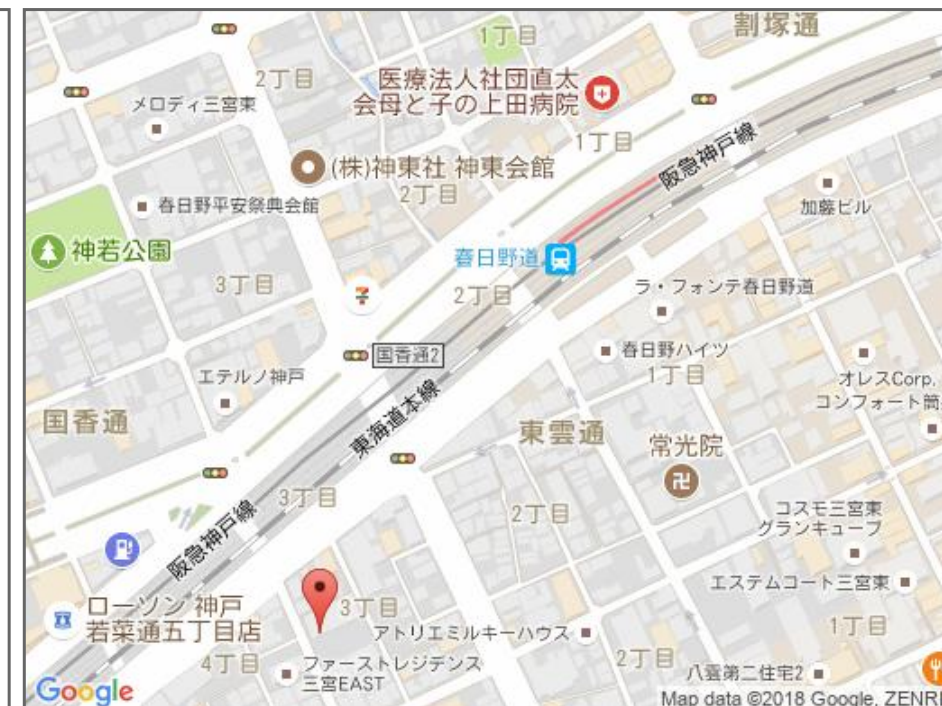 1丁目
割塚通
2丁目
医療法人社団直太
会母と子の上田病院
メロディ三宮東
1丁目
阪急神戸線
(株)神東社 神東会館
2丁目
加藤ビル
春日野平安祭典会館
神若公園
春日野道
3丁目
2丁目
ラ・フォンテ春日野道
国香通2
春日野ハイツ
1丁目
エテルノ神戸
オレスCorp.
コンフォート筒
国香通
東海道本線
東雲通
常光院
3丁目
2丁目
コスモ三宮東
グランキューブ
阪急神戸線
エステムコート三宮東
ローソン 神戸
若菜通五丁目店
3丁目
アトリエミルキーハウス
1丁目
4丁目
ファーストレジデンス
三宮EAST
2丁目
八雲第二住宅2
Google
Map data ©2018 Google, ZENRI